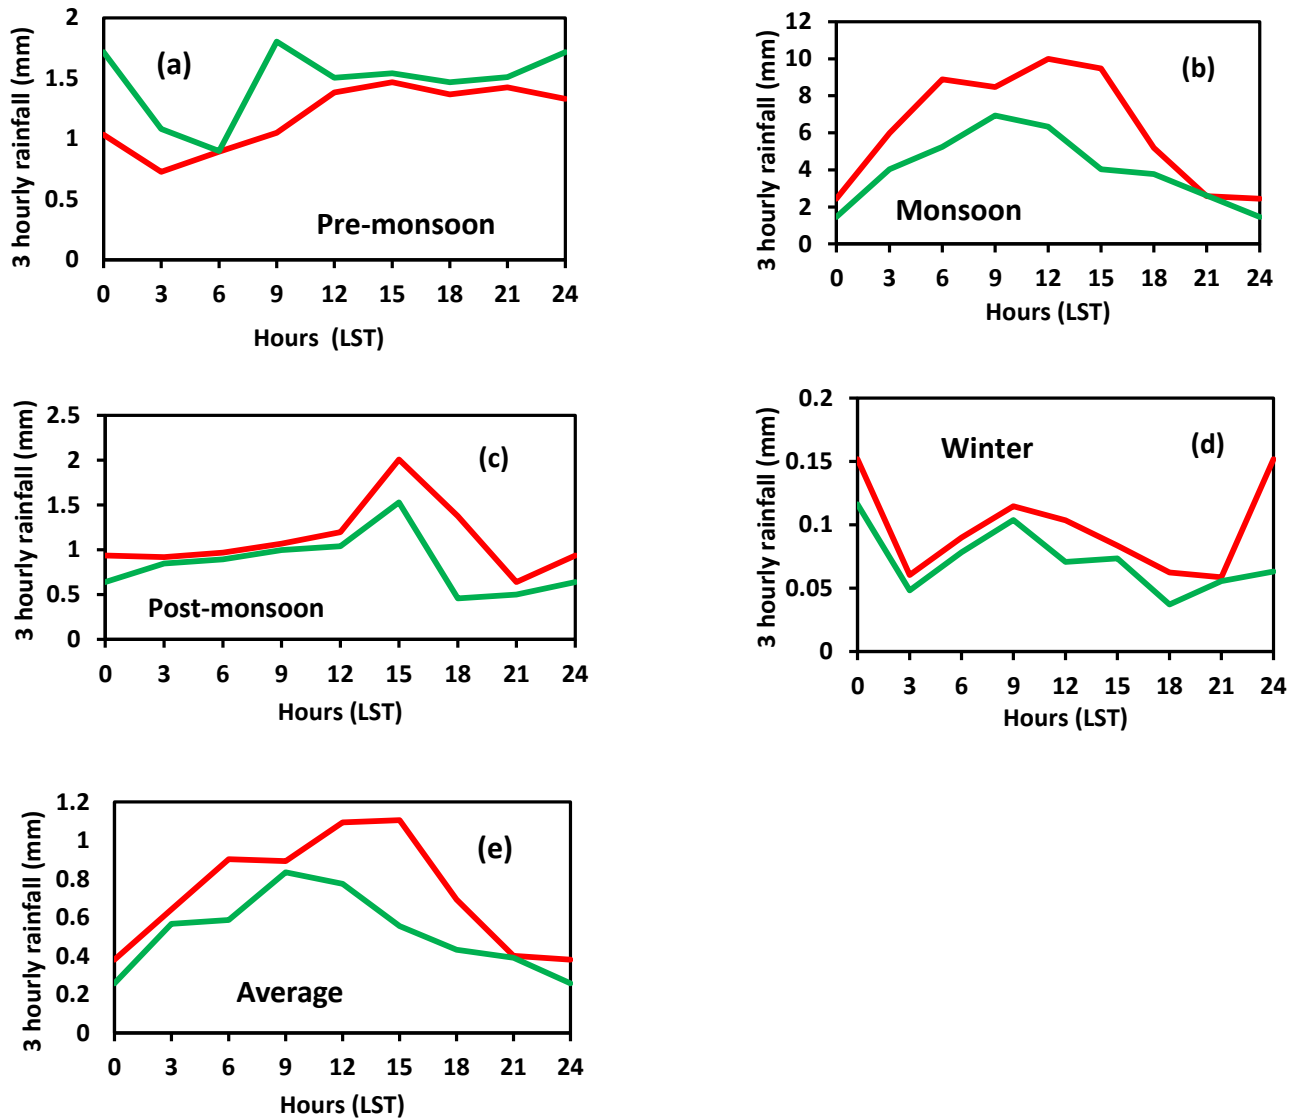 3 hourly rainfall (mm)
2
1.5
1
0.5
0
(a)
Pre-monsoon
0 3 6 9 12 15 18 21 24
Hours (LST)
3 hourly rainfall (mm)
12
10
8
6
4
2
0
(b)
Monsoon
0 3 6 9 12 15 18 21 24
Hours (LST)
3 hourly rainfall (mm)
2.5
2
1.5
1
0.5
0
(c)
Post-monsoon
0 3 6 9 12 15 18 21 24
Hours (LST)
3 hourly rainfall (mm)
0.2
0.15
0.1
0.05
0
Winter (d)
0 3 6 9 12 15 18 21 24
Hours (LST)
3 hourly rainfall (mm)
1.2
1
0.8
0.6
0.4
0.2
0
(e)
Average
0 3 6 9 12 15 18 21 24
Hours (LST)